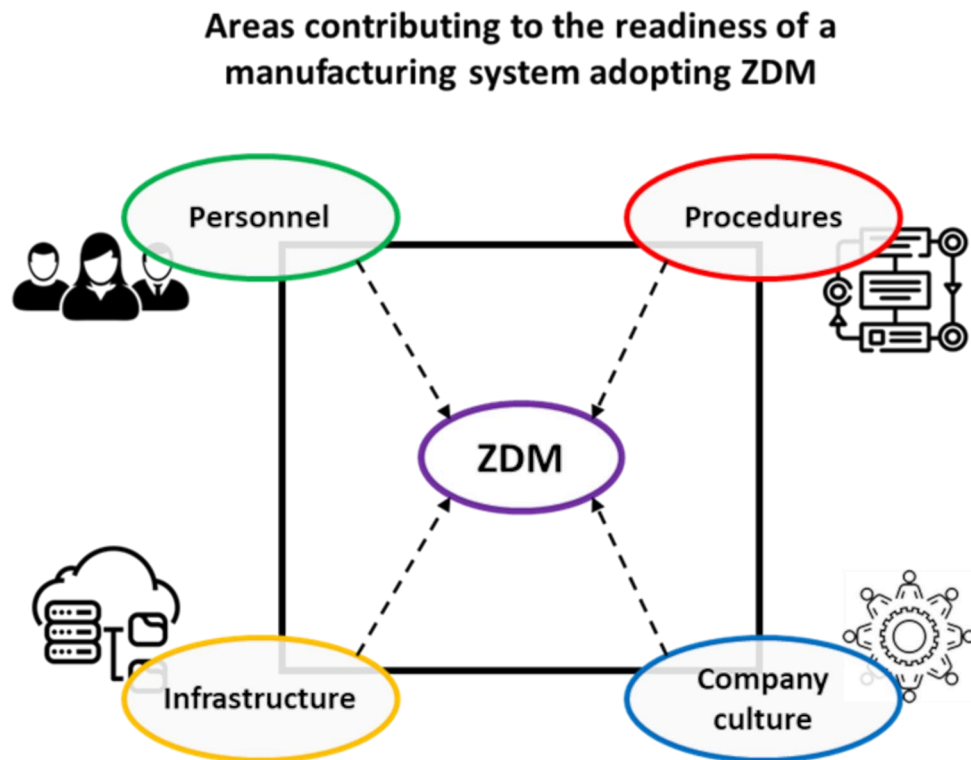 Areas contributing to the readiness of a
manufacturing system adopting ZDM
Personnel
Procedures
ZDM
Infrastructure
Company
culture